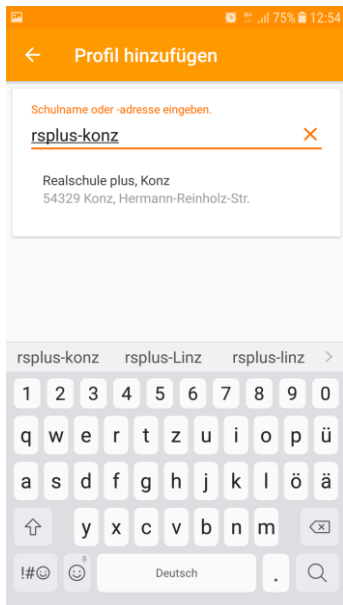 75% 12:54
Profil hinzufügen
Schulname oder -adresse eingeben.
rsplus-konz
Realschule plus, Konz
54329 Konz, Hermann-Reinholz-Str.
rsplus-konz rsplus-Linz rsplus-linz
1 2 3 4 5 6 7 8 9 0
q w e r t z u i o p ü
a s d f g h j k l ö ä
y x c v b n m
!#☺ Deutsch .